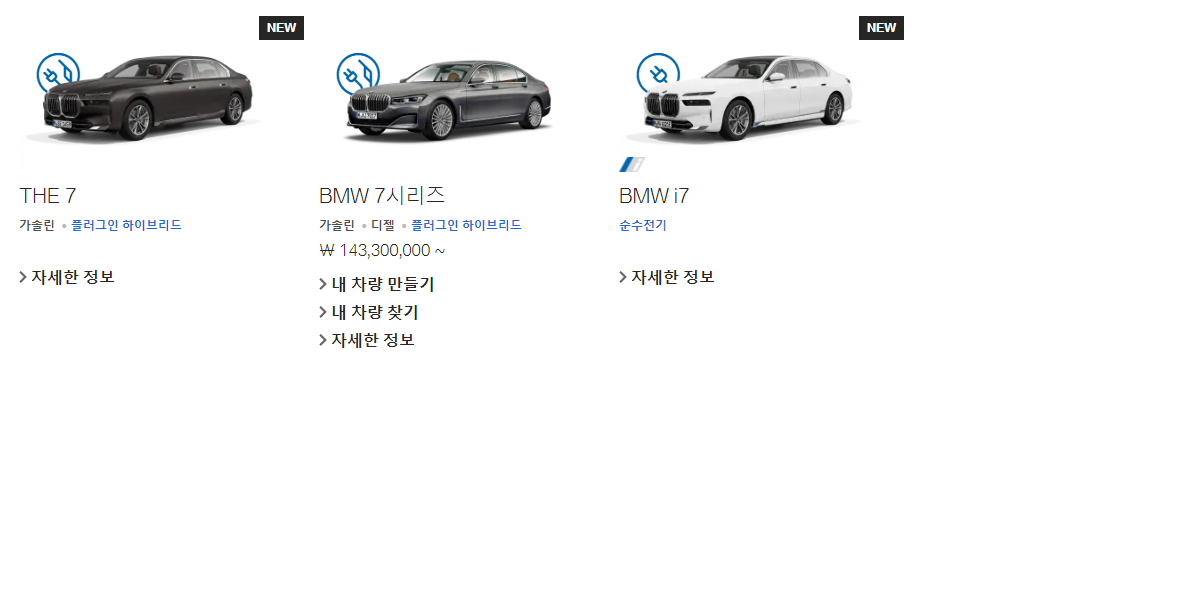 NEW
NEW
THE 7
가솔린 • 플러그인 하이브리드
자세한 정보
BMW 7시리즈
가솔린 • 디젤 • 플러그인 하이브리드
₩ 143,300,000 ~
내 차량 만들기
내 차량 찾기
자세한 정보
i
BMW i7
순수전기
자세한 정보